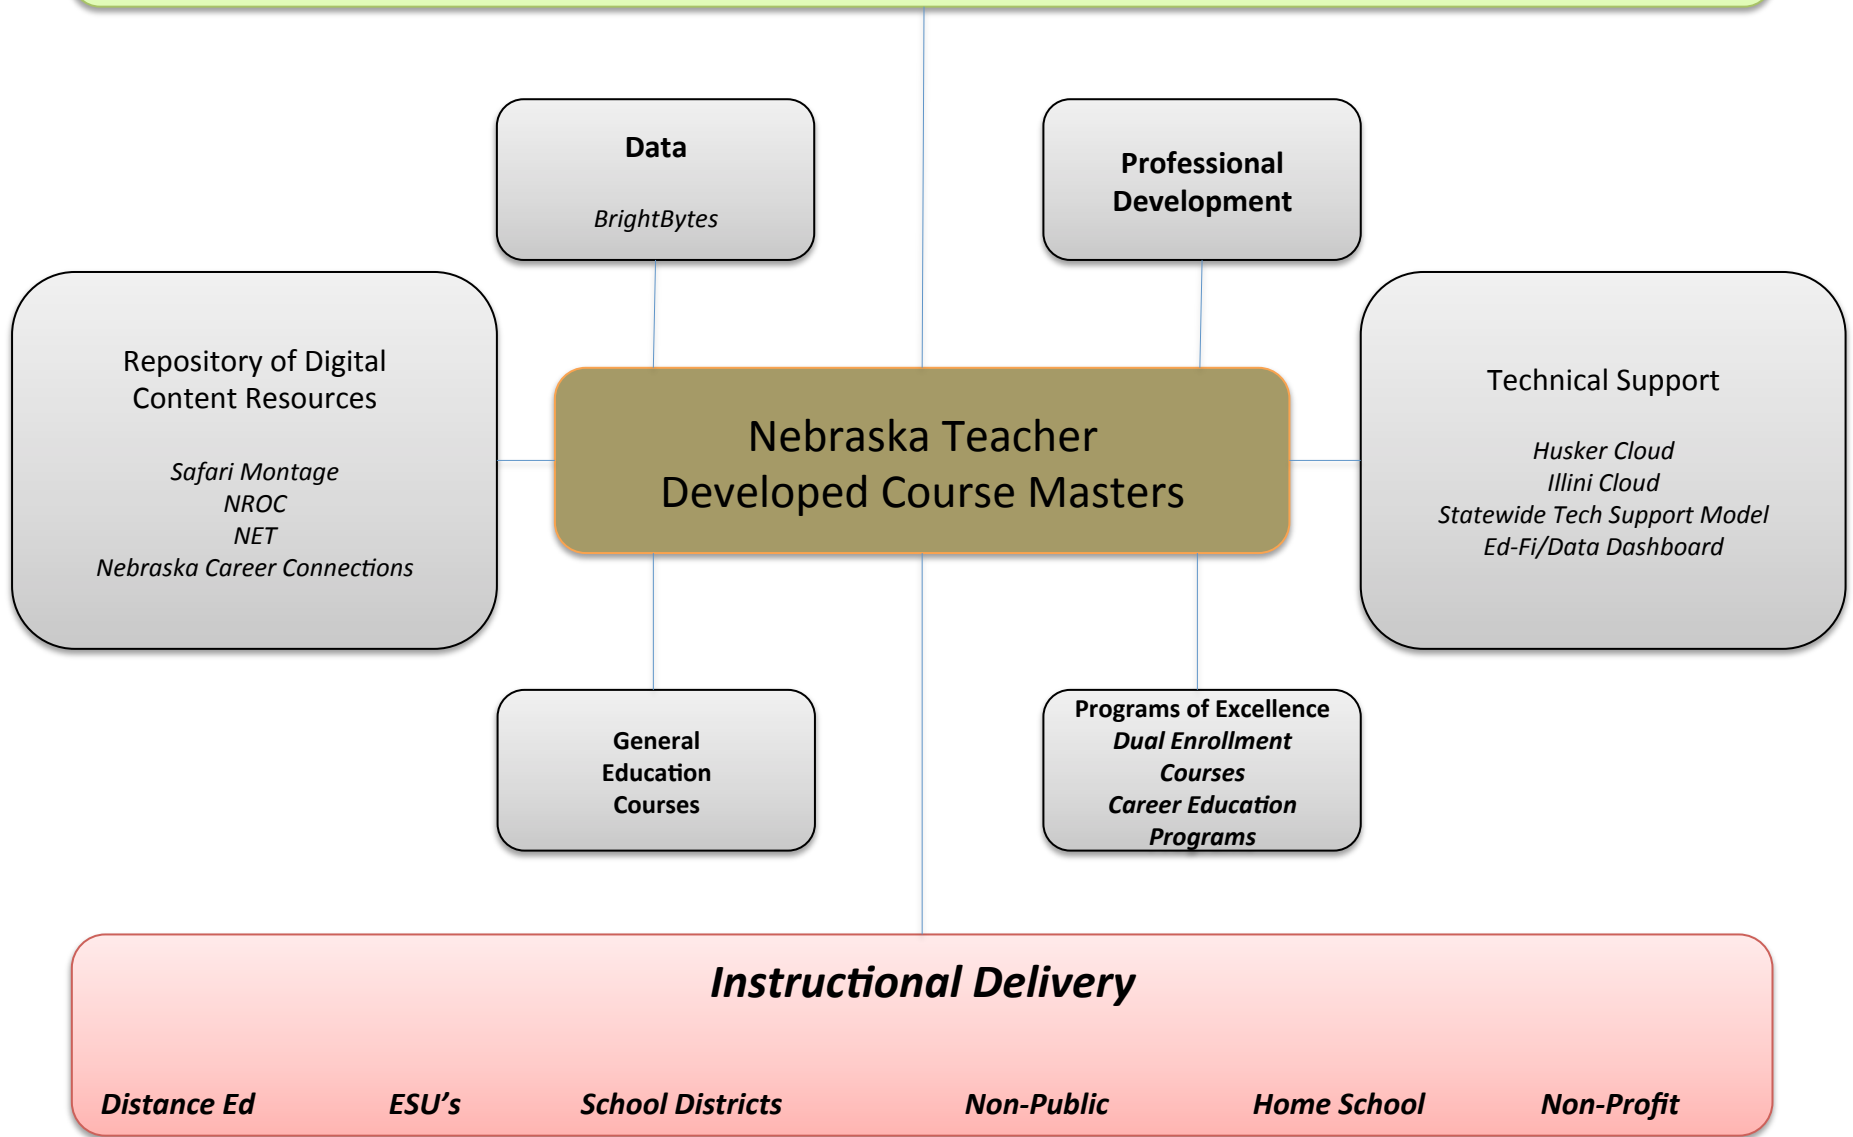 Data
BrightBytes
Professional
Development
Repository of Digital
Content Resources
Safari Montage
NROC
NET
Nebraska Career Connections
Nebraska Teacher
Developed Course Masters
Technical Support
Husker Cloud
Illini Cloud
Statewide Tech Support Model
Ed-Fi/Data Dashboard
General
Education
Courses
Programs of Excellence
Dual Enrollment
Courses
Career Education
Programs
Instructional Delivery
Distance Ed ESU’s School Districts Non-Public Home School Non-Profit